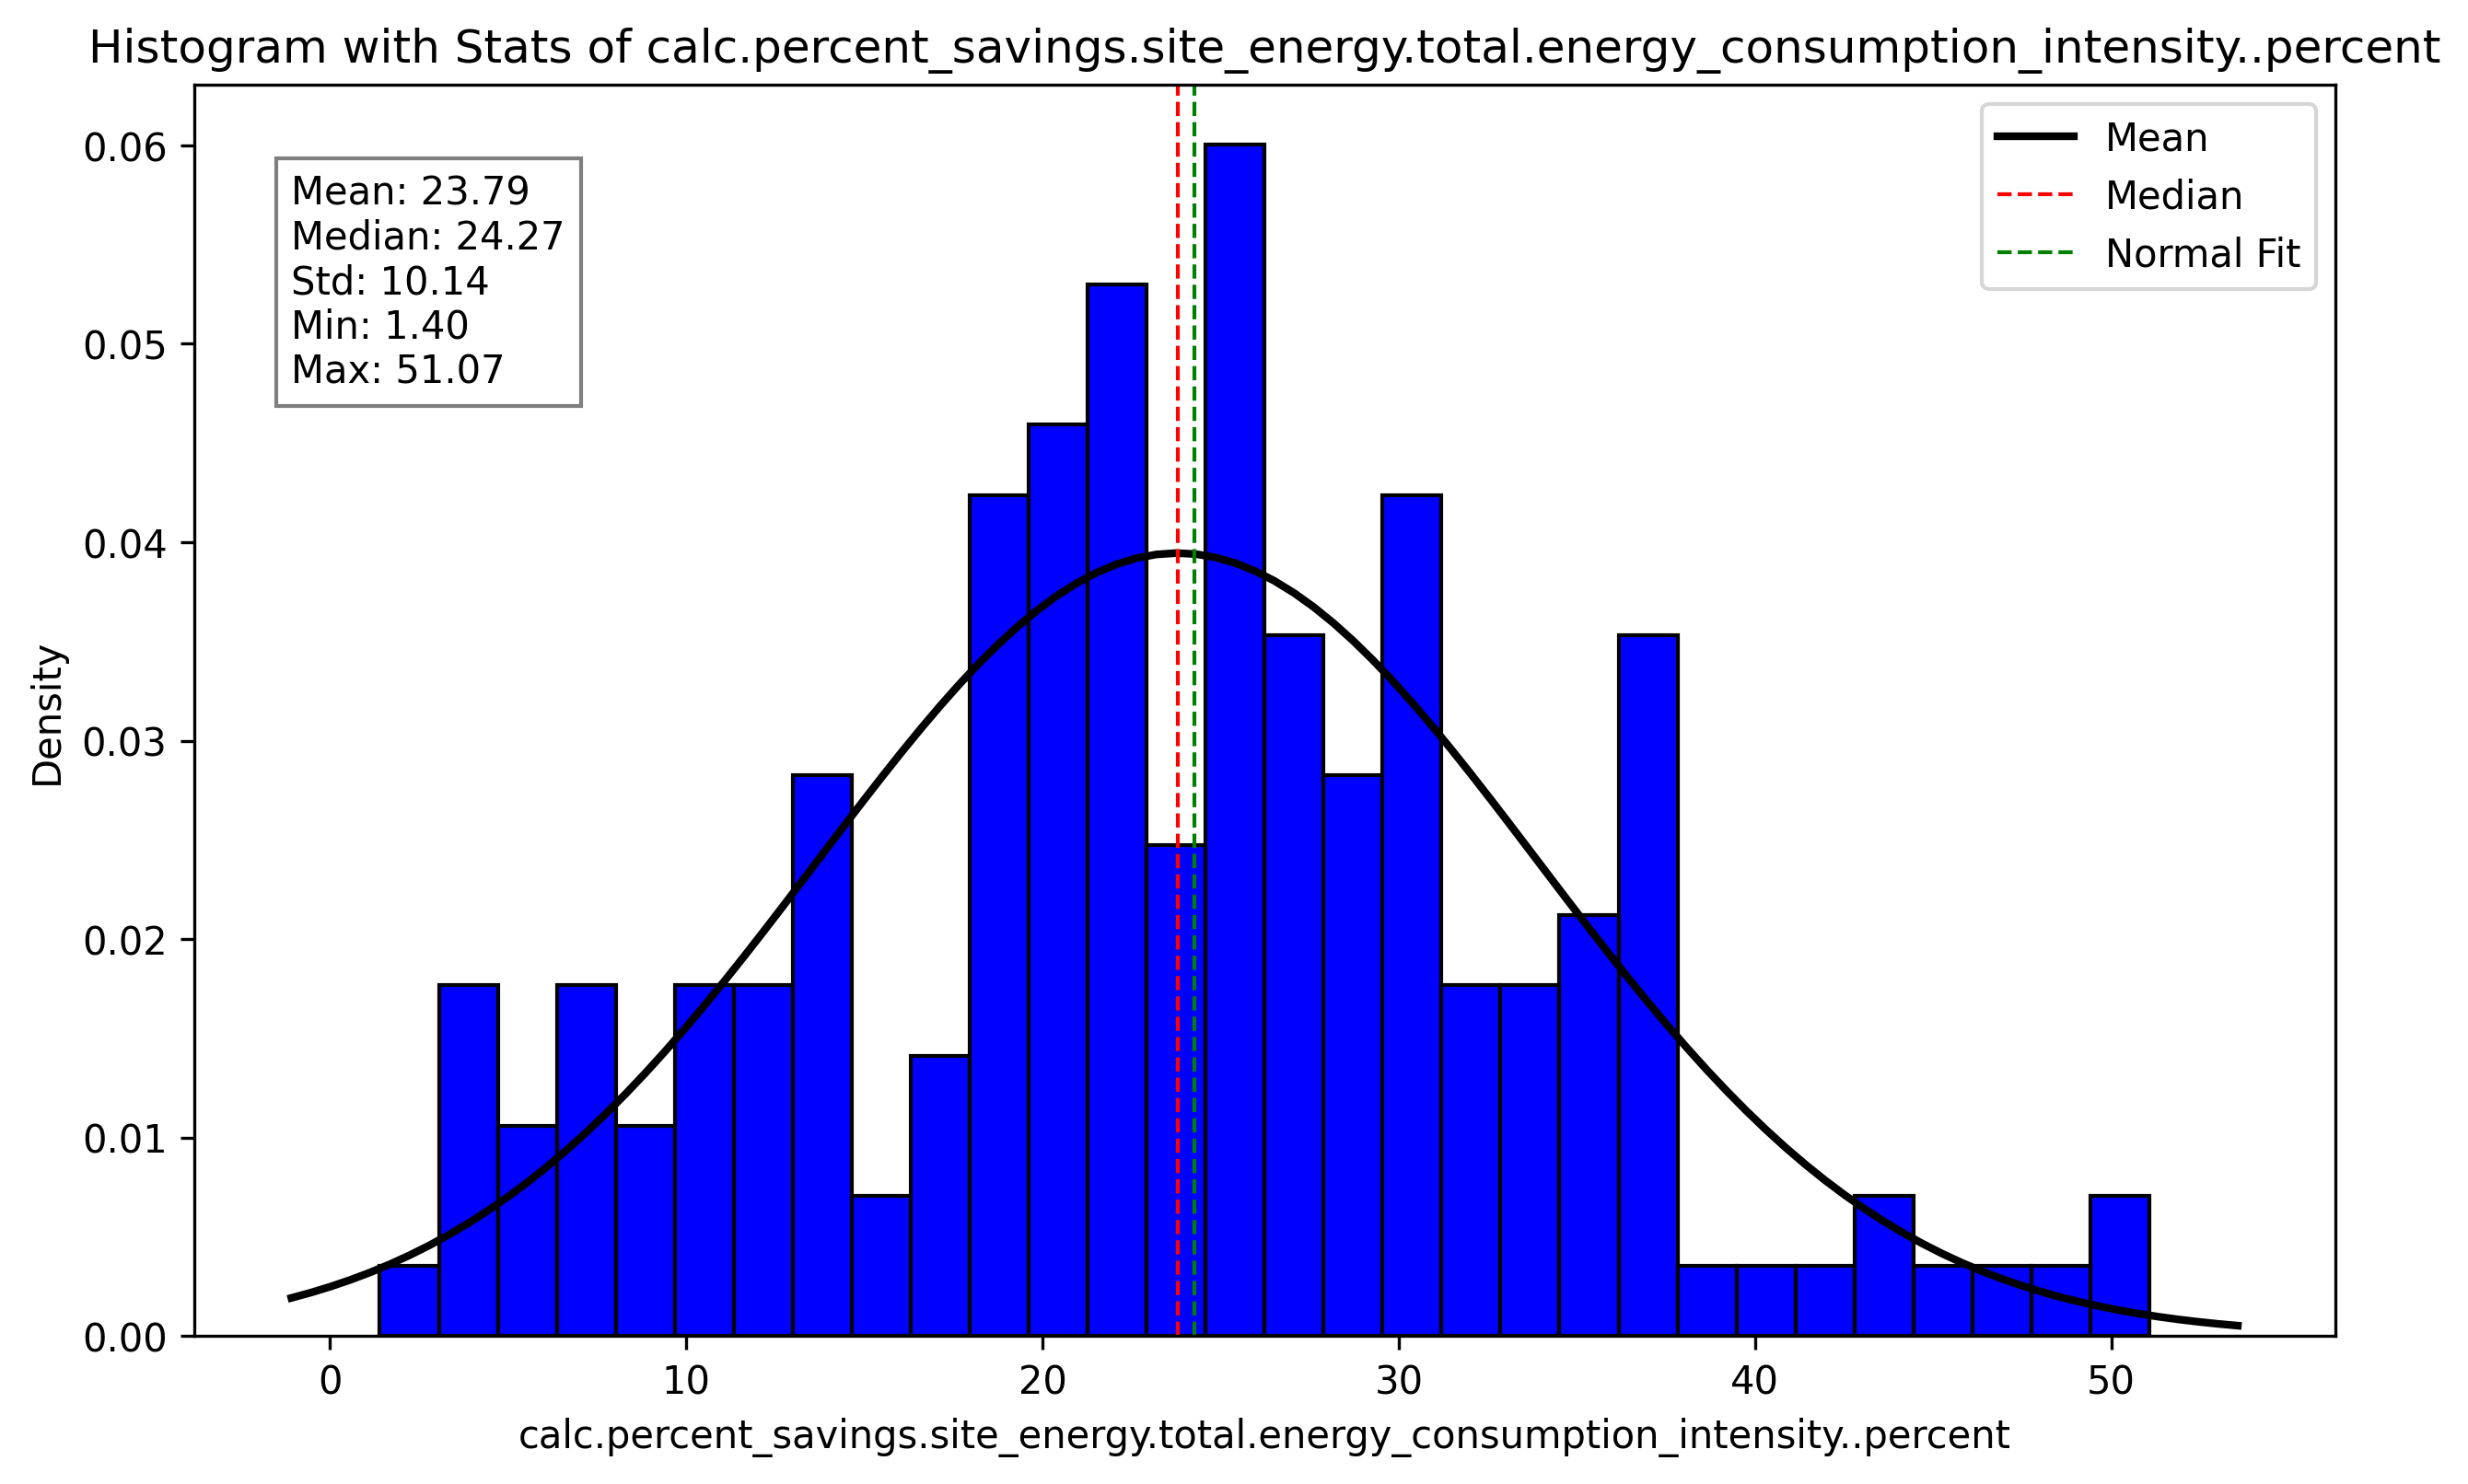 Histogram with Stats of calc.percent_savings.site_energy.total.energy_consumption_intensity..percent
Mean: 23.79
Median: 24.27
Std: 10.14
Min: 1.40
Max: 51.07
Mean
Median
Normal Fit
Density
0.06
0.05
0.04
0.03
0.02
0.01
0.00
0 10 20 30 40 50
calc.percent_savings.site_energy.total.energy_consumption_intensity..percent